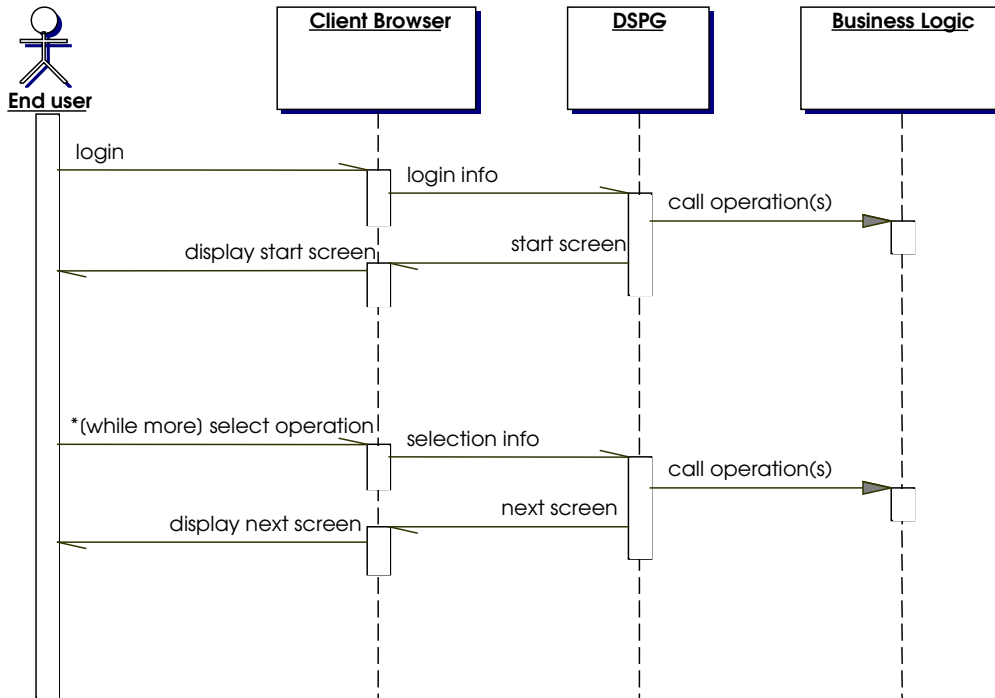 Client Browser
DSPG
Business Logic
End user
login
login info
call operation(s)
start screen
display start screen
*[while more] select operation
selection info
call operation(s)
next screen
display next screen